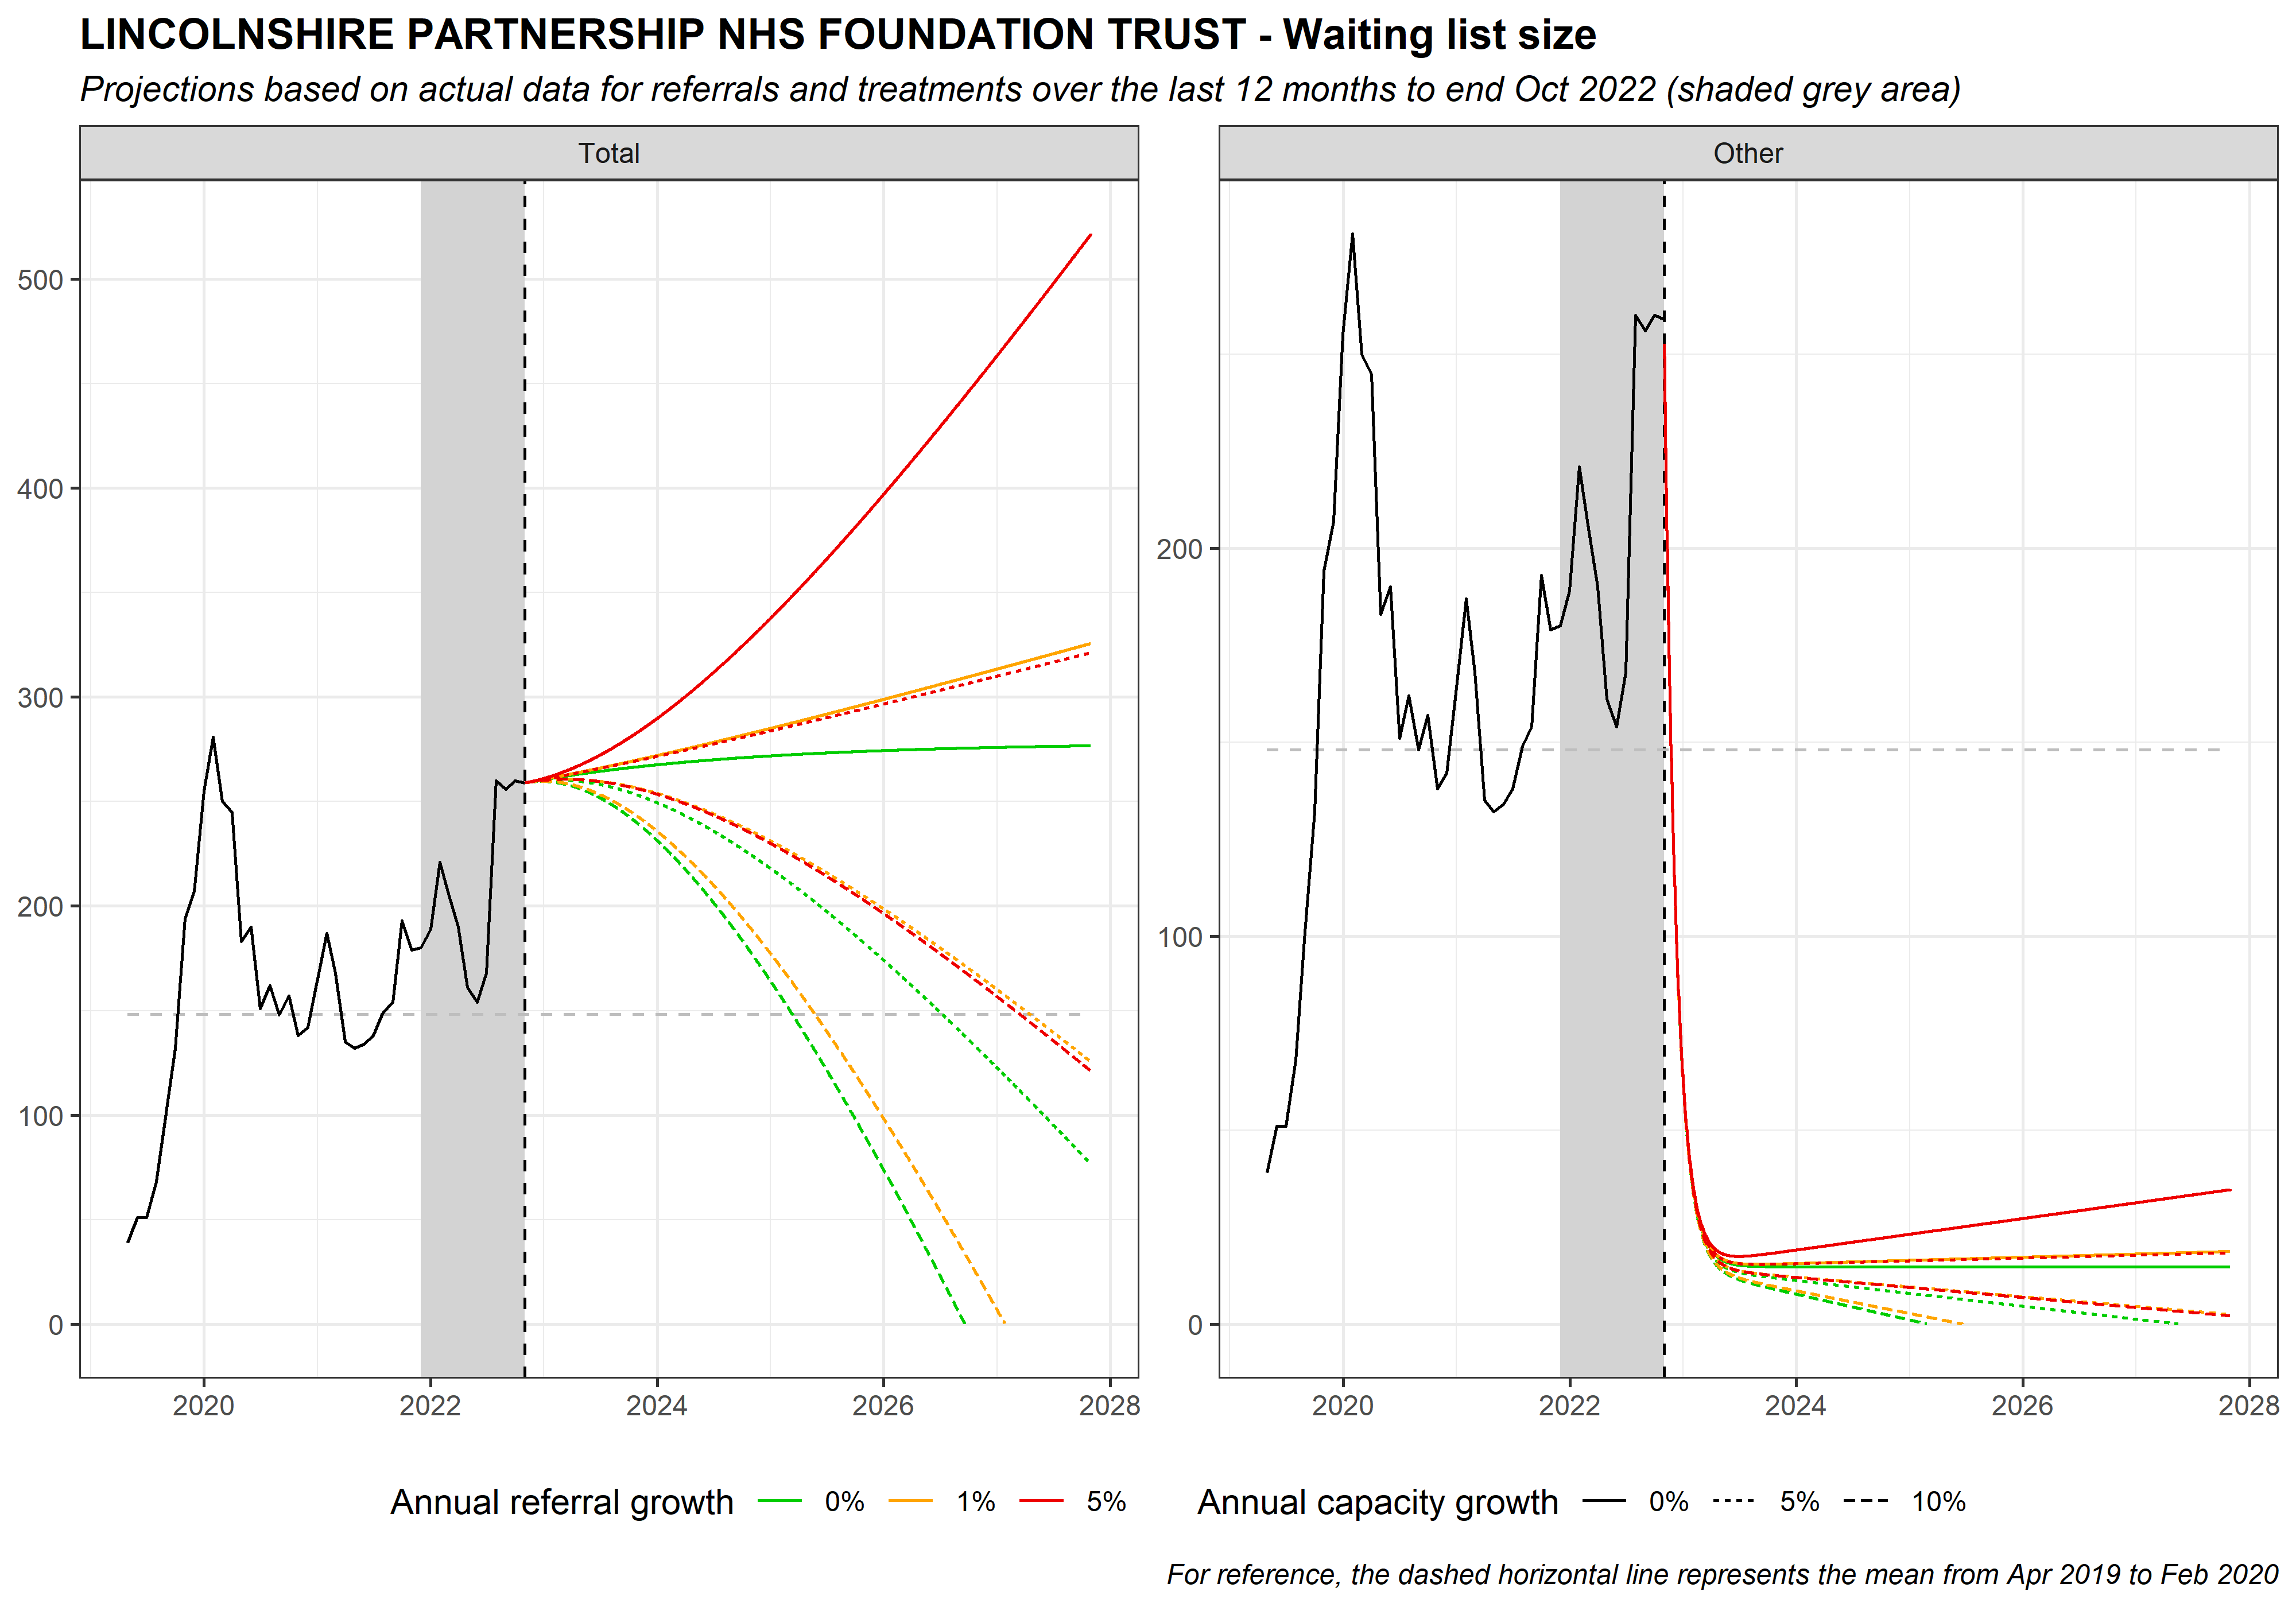 LINCOLNSHIRE PARTNERSHIP NHS FOUNDATION TRUST - Waiting list size
Projections based on actual data for referrals and treatments over the last 12 months to end Oct 2022 (shaded grey area)
Total
500
400
300
200
100
0
2020 2022 2024 2026 2028
Other
200
100
0
2020 2022 2024 2026 2028
Annual referral growth 0% 1% 5%
Annual capacity growth 0% 5% 10%
For reference, the dashed horizontal line represents the mean from Apr 2019 to Feb 2020